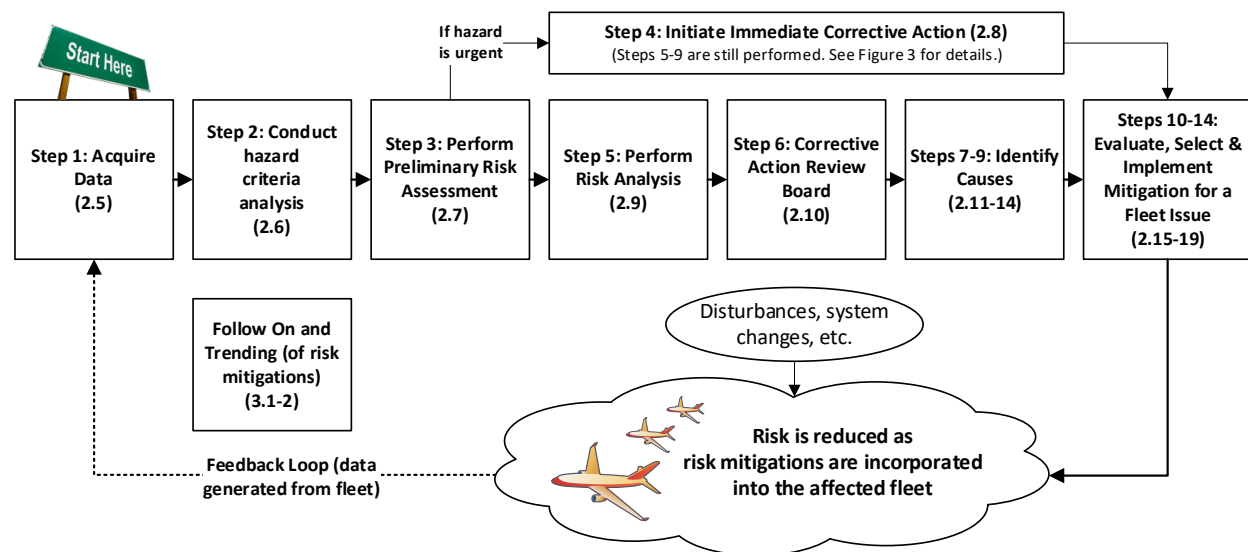 Start Here
If hazard
is urgent
Step 4: Initiate Immediate Corrective Action (2.8)
(Steps 5-9 are still performed. See Figure 3 for details.)
Step 1: Acquire
Data
(2.5)
Step 2: Conduct
hazard
criteria
analysis
(2.6)
Step 3: Perform
Preliminary Risk
Assessment
(2.7)
Step 5: Perform
Risk Analysis
(2.9)
Step 6: Corrective
Action Review
Board
(2.10)
Steps 7-9: Identify
Causes
(2.11-14)
Steps 10-14:
Evaluate, Select &
Implement
Mitigation for a
Fleet Issue
(2.15-19)
Follow On and
Trending (of risk
mitigations)
(3.1-2)
Disturbances, system
changes, etc.
Risk is reduced as
risk mitigations are incorporated
into the affected fleet
Feedback Loop (data
generated from fleet)